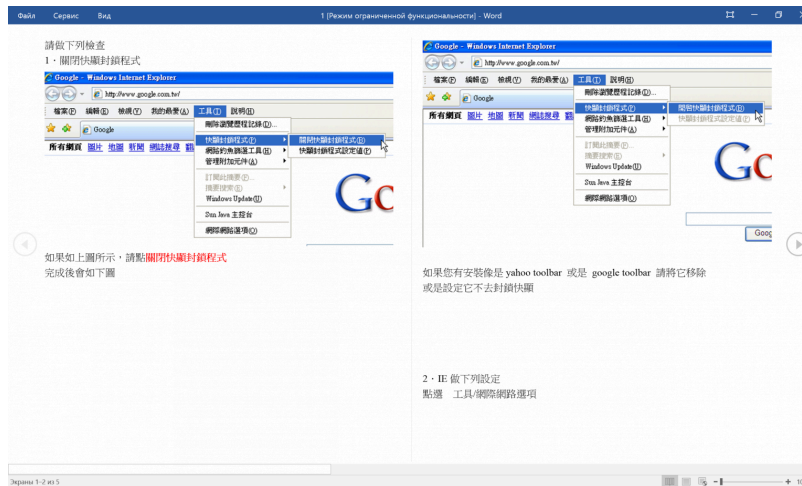 Файл Сервис Вид 1 [Режим ограниченной функциональности] - Word
請做下列檢查
1．關閉快顯封鎖程式
Google - Windows Internet Explorer
http://www.google.com.tw/
檔案(F) 編輯(E) 檢視(V) 我的最愛(A) 工具(T) 說明(H)
Google
刪除瀏覽歷程記錄(D)...
快顯封鎖程式(P) 關閉快顯封鎖程式(B)
網路釣魚篩選工具(H) 快顯封鎖程式設定值(P)
管理附加元件(A)
訂閱此摘要(F)...
摘要搜索(E)
Windows Update(U)
Sun Java 主控台
網際網路選項(O)
所有網頁 圖片 地圖 新聞 網誌搜尋
Go
如果如上圖所示，請點關閉快顯封鎖程式
完成後會如下圖
Google - Windows Internet Explorer
http://www.google.com.tw/
檔案(F) 編輯(E) 檢視(V) 我的最愛(A) 工具(T) 說明(H)
Google
刪除瀏覽歷程記錄(D)...
快顯封鎖程式(P) 開啟快顯封鎖程式(B)
網路釣魚篩選工具(H) 快顯封鎖程式設定值(P)
管理附加元件(A)
訂閱此摘要(F)...
摘要搜索(E)
Windows Update(U)
Sun Java 主控台
網際網路選項(O)
所有網頁 圖片 地圖 新聞 網誌搜尋
Go
Goog
如果您有安裝像是 yahoo toolbar 或是 google toolbar 請將它移除
或是設定它不去封鎖快顯
2．IE 做下列設定
點選 工具/網際網路選項
Экраны 1–2 из 5